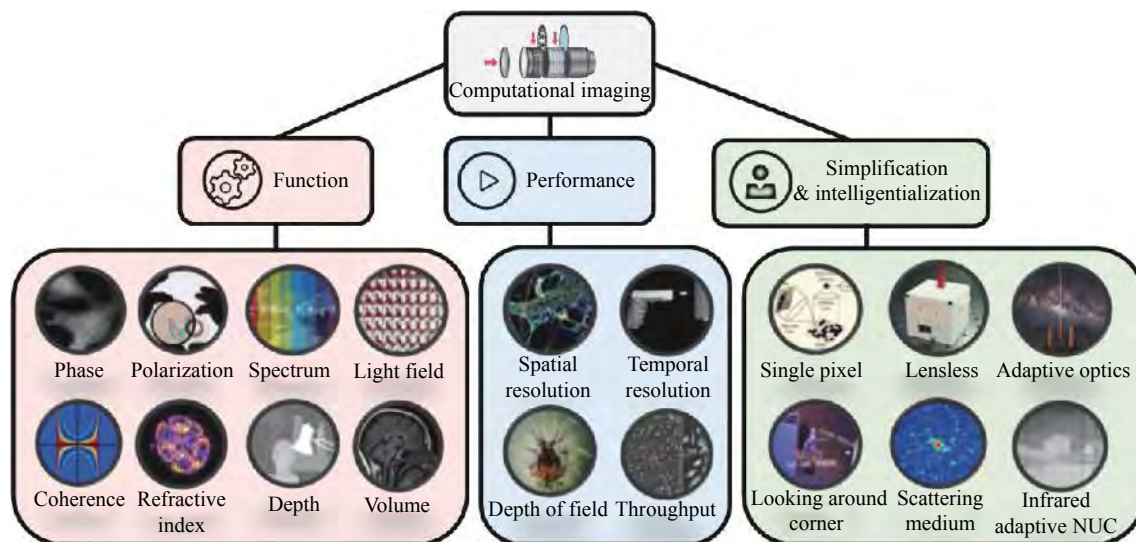 Computational imaging
Function
Performance
Simplification
& intelligentialization
Phase
Polarization
Spectrum
Light field
Coherence
Refractive
index
Depth
Volume
Spatial
resolution
Temporal
resolution
Depth of field
Throughput
Single pixel
Lensless
Adaptive optics
Looking around
corner
Scattering
medium
Infrared
adaptive NUC